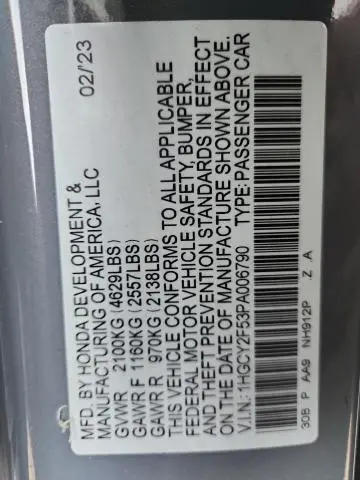 MFD. BY HONDA DEVELOPMENT & 02/23
MANUFACTURING OF AMERICA, LLC
GVWR 2100KG (4629LBS)
GAWR F 1160KG (2557LBS)
GAWR R 970KG (2138LBS)
THIS VEHICLE CONFORMS TO ALL APPLICABLE
FEDERAL MOTOR VEHICLE SAFETY, BUMPER,
AND THEFT PREVENTION STANDARDS IN EFFECT
ON THE DATE OF MANUFACTURE SHOWN ABOVE.
V.I.N.:1HGCY2F53PA006790 TYPE:PASSENGER CAR
30B P AA9 NH912P Z .A